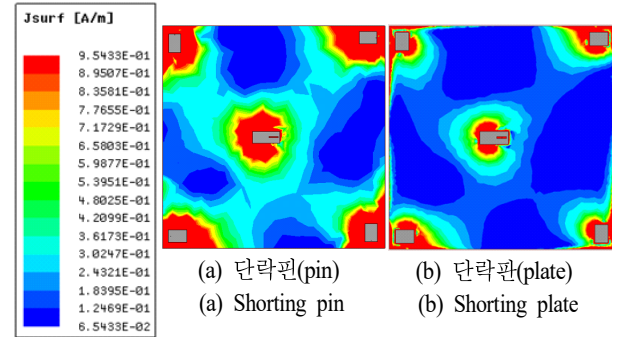 Jsurf [A/m]
9.5433E-01
8.9507E-01
8.3581E-01
7.7655E-01
7.1729E-01
6.5803E-01
5.9877E-01
5.3951E-01
4.8025E-01
4.2099E-01
3.6173E-01
3.0247E-01
2.4321E-01
1.8395E-01
1.2469E-01
6.5433E-02
(a) 단락핀(pin)
(a) Shorting pin
(b) 단락판(plate)
(b) Shorting plate